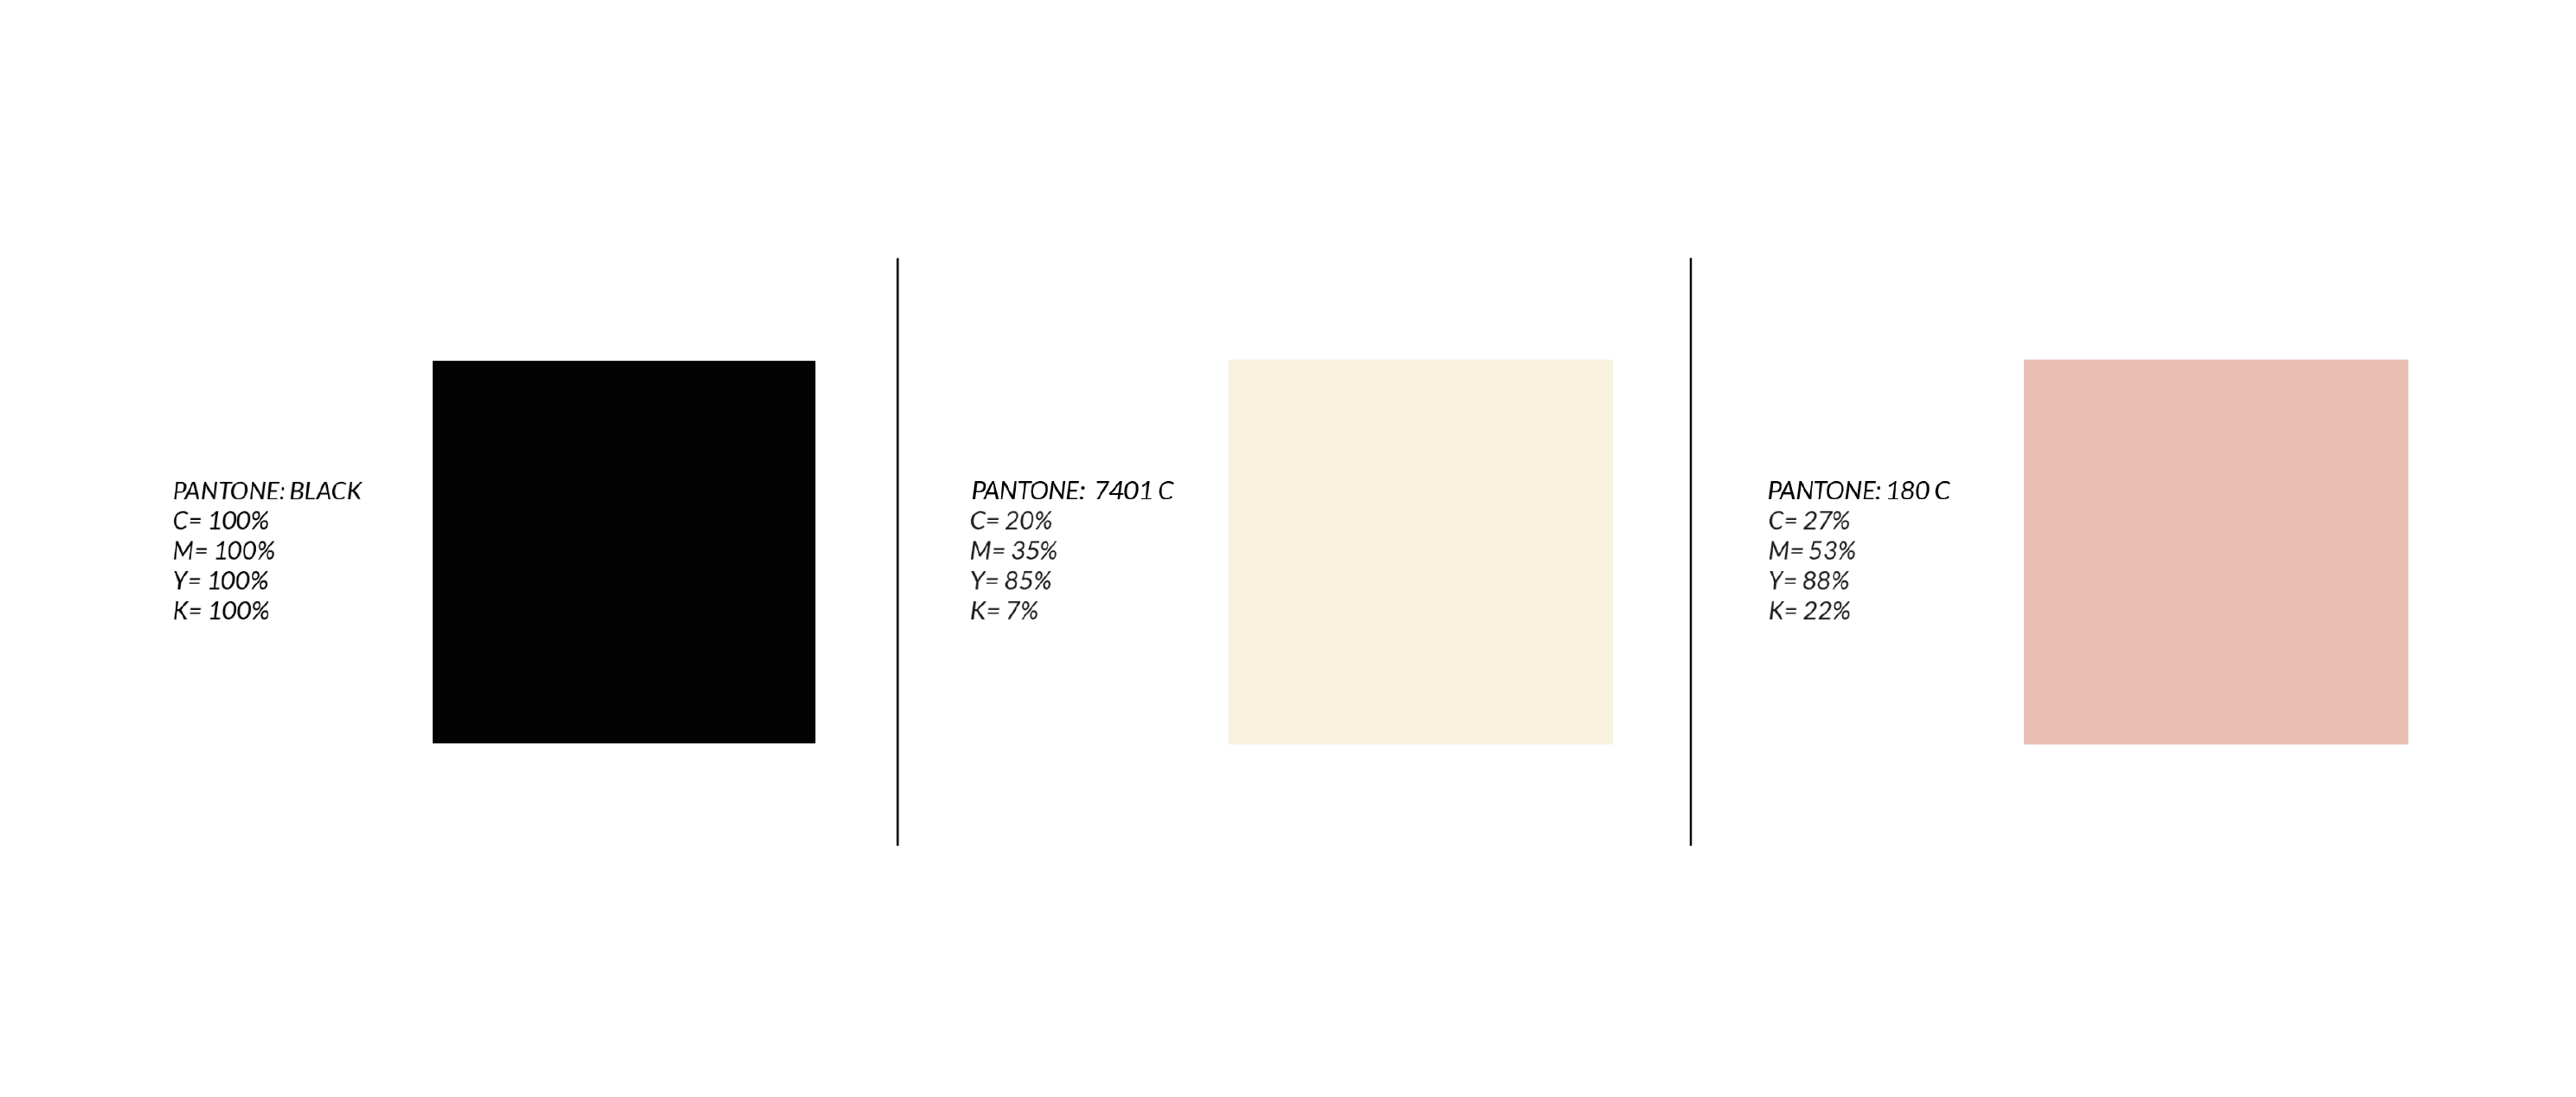 PANTONE: BLACK
C= 100%
M= 100%
Y= 100%
K= 100%
PANTONE: 7401 C
C= 20%
M= 35%
Y= 85%
K= 7%
PANTONE: 180 C
C= 27%
M= 53%
Y= 88%
K= 22%